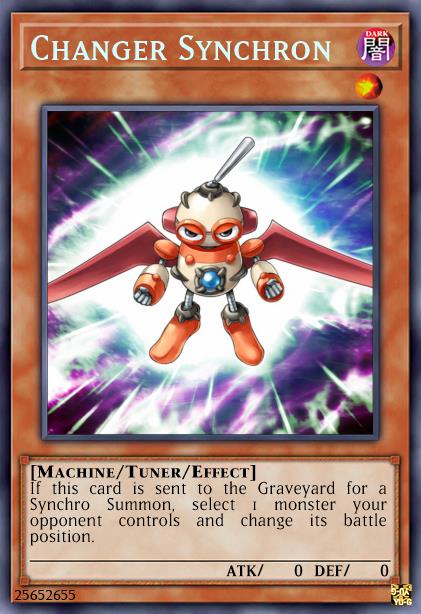 CHANGER SYNCHRON
DARK
闇
[MACHINE/TUNER/EFFECT]
If this card is sent to the Graveyard for a
Synchro Summon, select 1 monster your
opponent controls and change its battle
position.
ATK/ 0 DEF/ 0
25652655